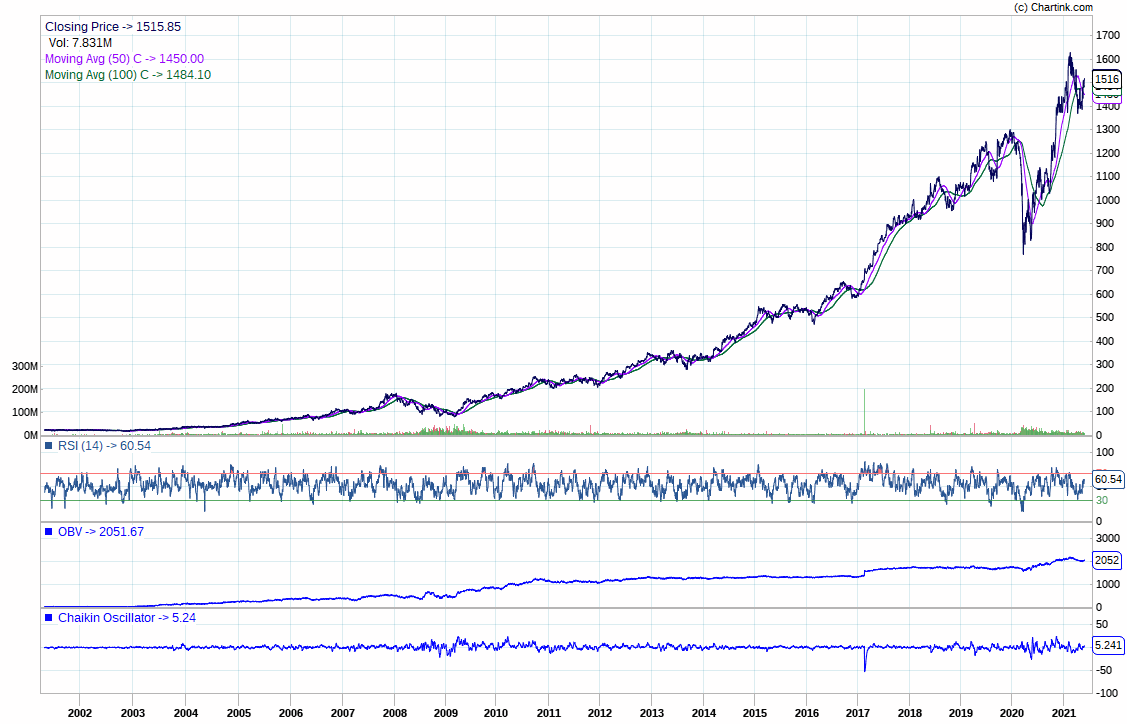 (c) Chartink.com
Closing Price -> 1515.85
Vol: 7.831M
Moving Avg (50) C -> 1450.00
Moving Avg (100) C -> 1484.10
1700
1600
1516
1400
1300
1200
1100
1000
900
800
700
600
500
400
300
200
100
0
300M
200M
100M
0M
RSI (14) -> 60.54
100
60.54
30
0
OBV -> 2051.67
3000
2052
1000
0
Chaikin Oscillator -> 5.24
50
5.241
-50
-100
2002 2003 2004 2005 2006 2007 2008 2009 2010 2011 2012 2013 2014 2015 2016 2017 2018 2019 2020 2021